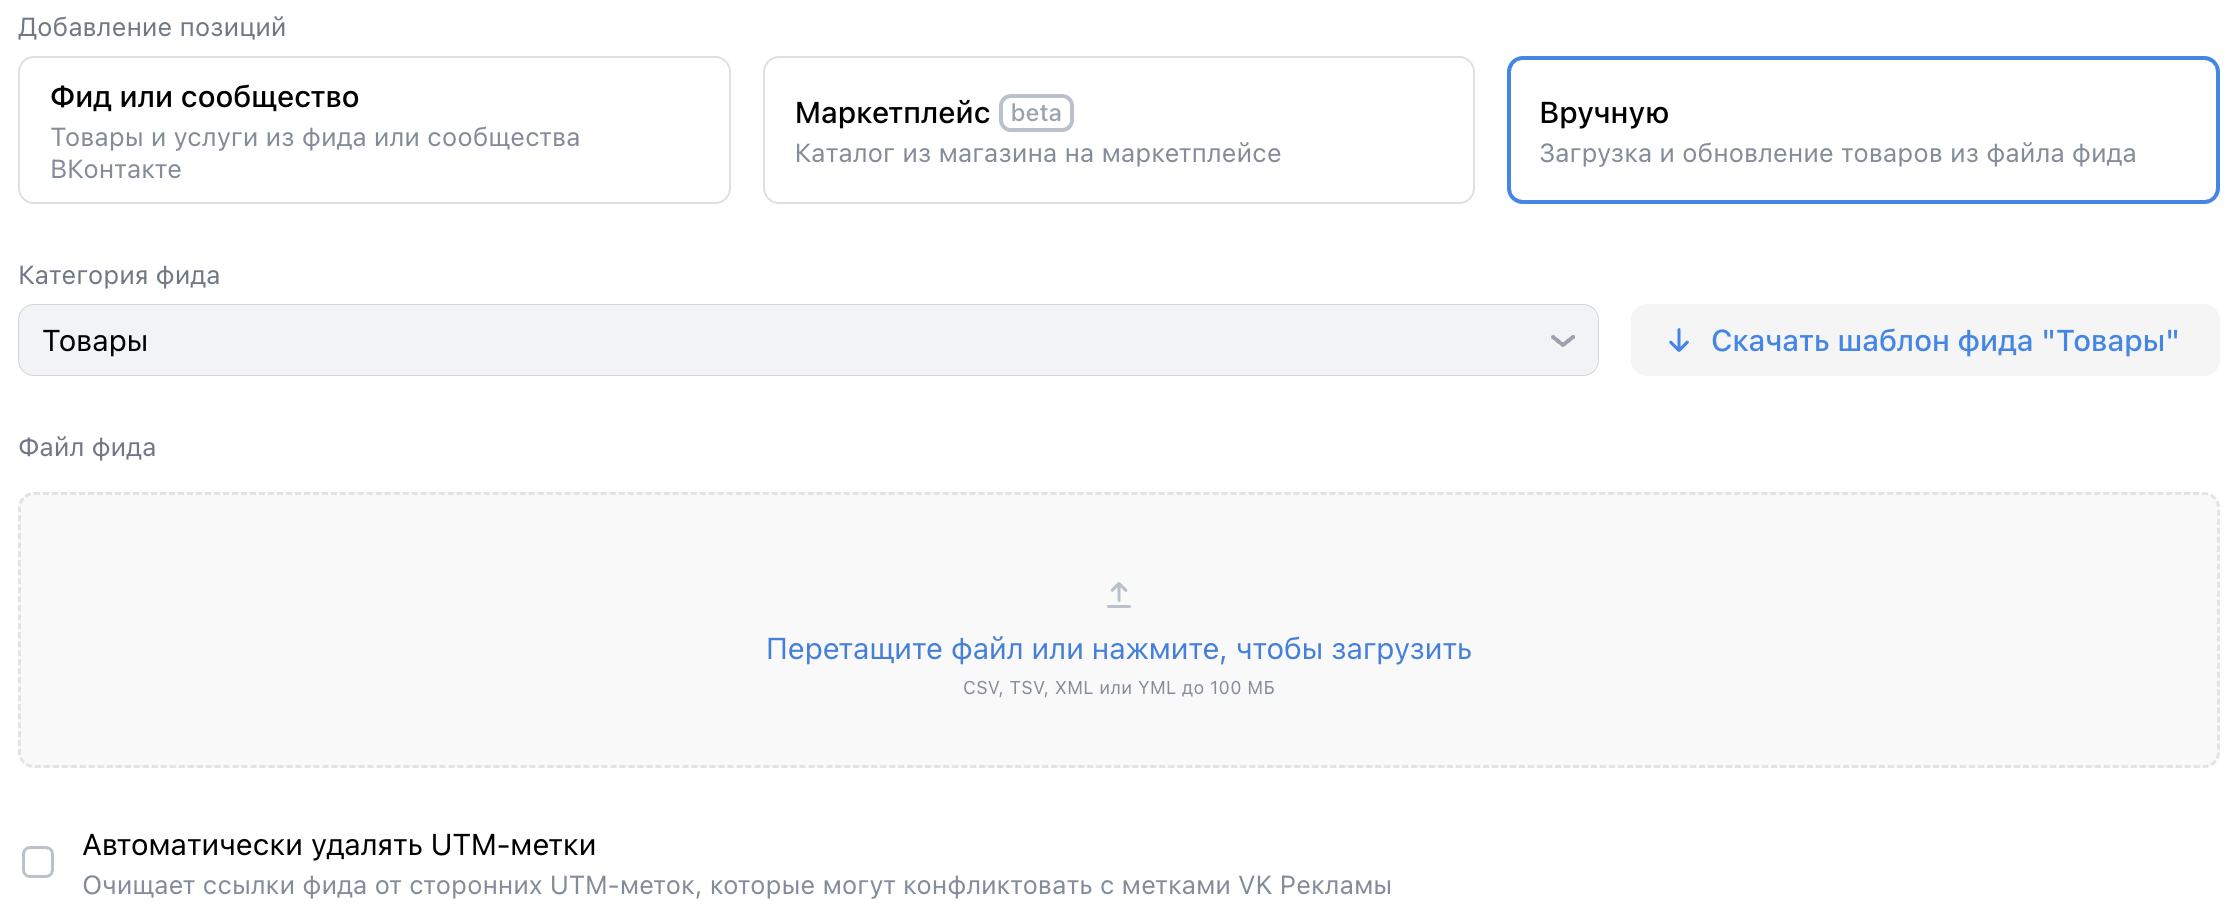 Добавление позиций
Фид или сообщество
Товары и услуги из фида или сообщества
ВКонтакте
Маркетплейс beta
Каталог из магазина на маркетплейсе
Вручную
Загрузка и обновление товаров из файла фида
Категория фида
Товары
Скачать шаблон фида "Товары"
Файл фида
Перетащите файл или нажмите, чтобы загрузить
CSV, TSV, XML или YML до 100 МБ
Автоматически удалять UTM-метки
Очищает ссылки фида от сторонних UTM-меток, которые могут конфликтовать с метками VK Рекламы